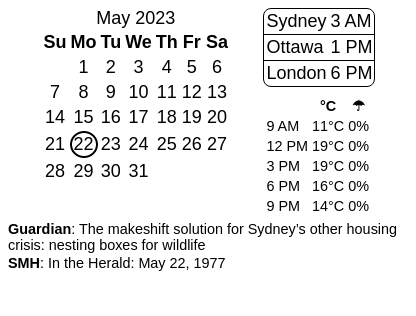 May 2023
Su Mo Tu We Th Fr Sa
1 2 3 4 5 6
7 8 9 10 11 12 13
14 15 16 17 18 19 20
21 22 23 24 25 26 27
28 29 30 31
Sydney 3 AM
Ottawa 1 PM
London 6 PM
°C ☂
9 AM 11°C 0%
12 PM 19°C 0%
3 PM 19°C 0%
6 PM 16°C 0%
9 PM 14°C 0%
Guardian: The makeshift solution for Sydney’s other housing
crisis: nesting boxes for wildlife
SMH: In the Herald: May 22, 1977